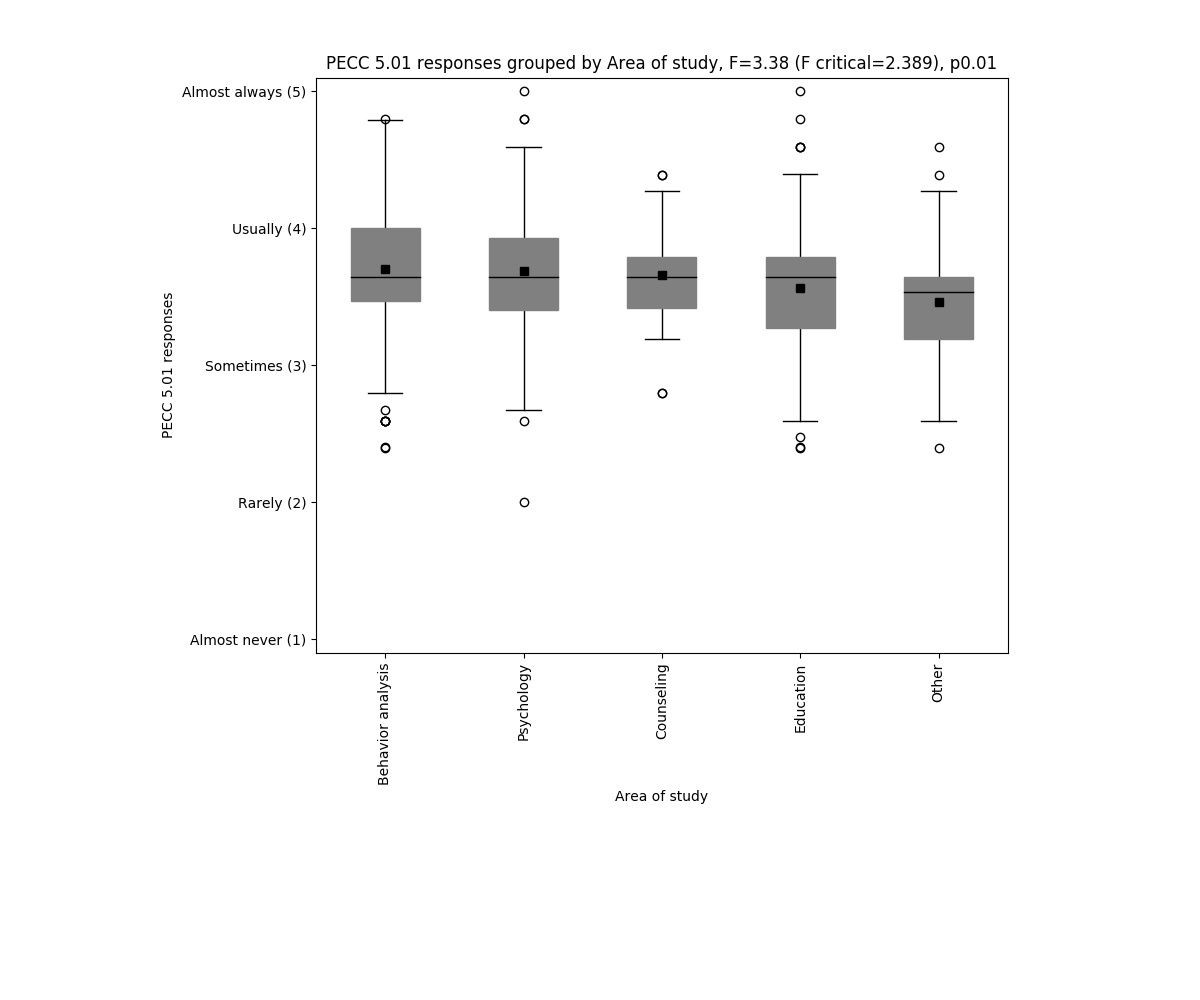 PECC 5.01 responses grouped by Area of study, F=3.38 (F critical=2.389), p0.01
Almost always (5)
Usually (4)
Sometimes (3)
Rarely (2)
Almost never (1)
PECC 5.01 responses
Behavior analysis
Psychology
Counseling
Education
Other
Area of study